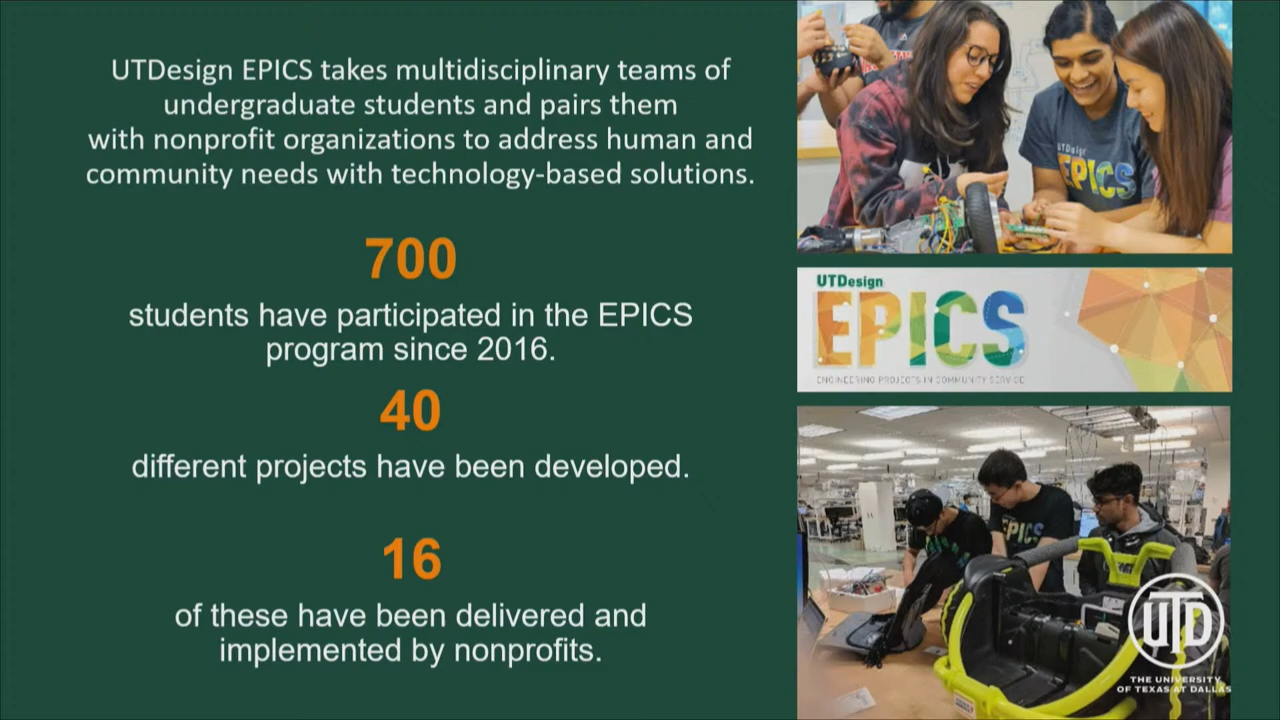 UTDesign EPICS takes multidisciplinary teams of
undergraduate students and pairs them
with nonprofit organizations to address human and
community needs with technology-based solutions.
700
students have participated in the EPICS
program since 2016.
40
different projects have been developed.
16
of these have been delivered and
implemented by nonprofits.
UTDesign
EPICS
UTDesign
EPICS
ENGINEERING PROJECTS IN COMMUNITY SERVICE
EPICS
UTD
THE UNIVERSITY
OF TEXAS AT DALLAS